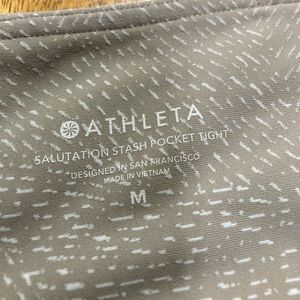 ATHLETA
SALUTATION STASH POCKET TIGHT
DESIGNED IN SAN FRANCISCO
MADE IN VIETNAM
M